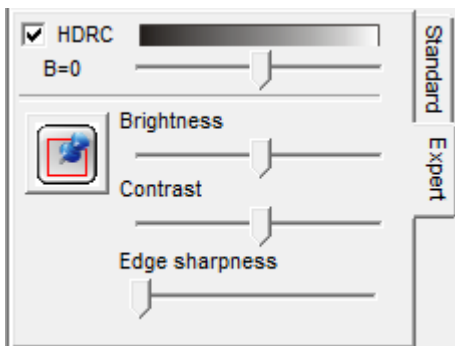 HDRC
B=0
Brightness
Contrast
Edge sharpness
Standard
Expert